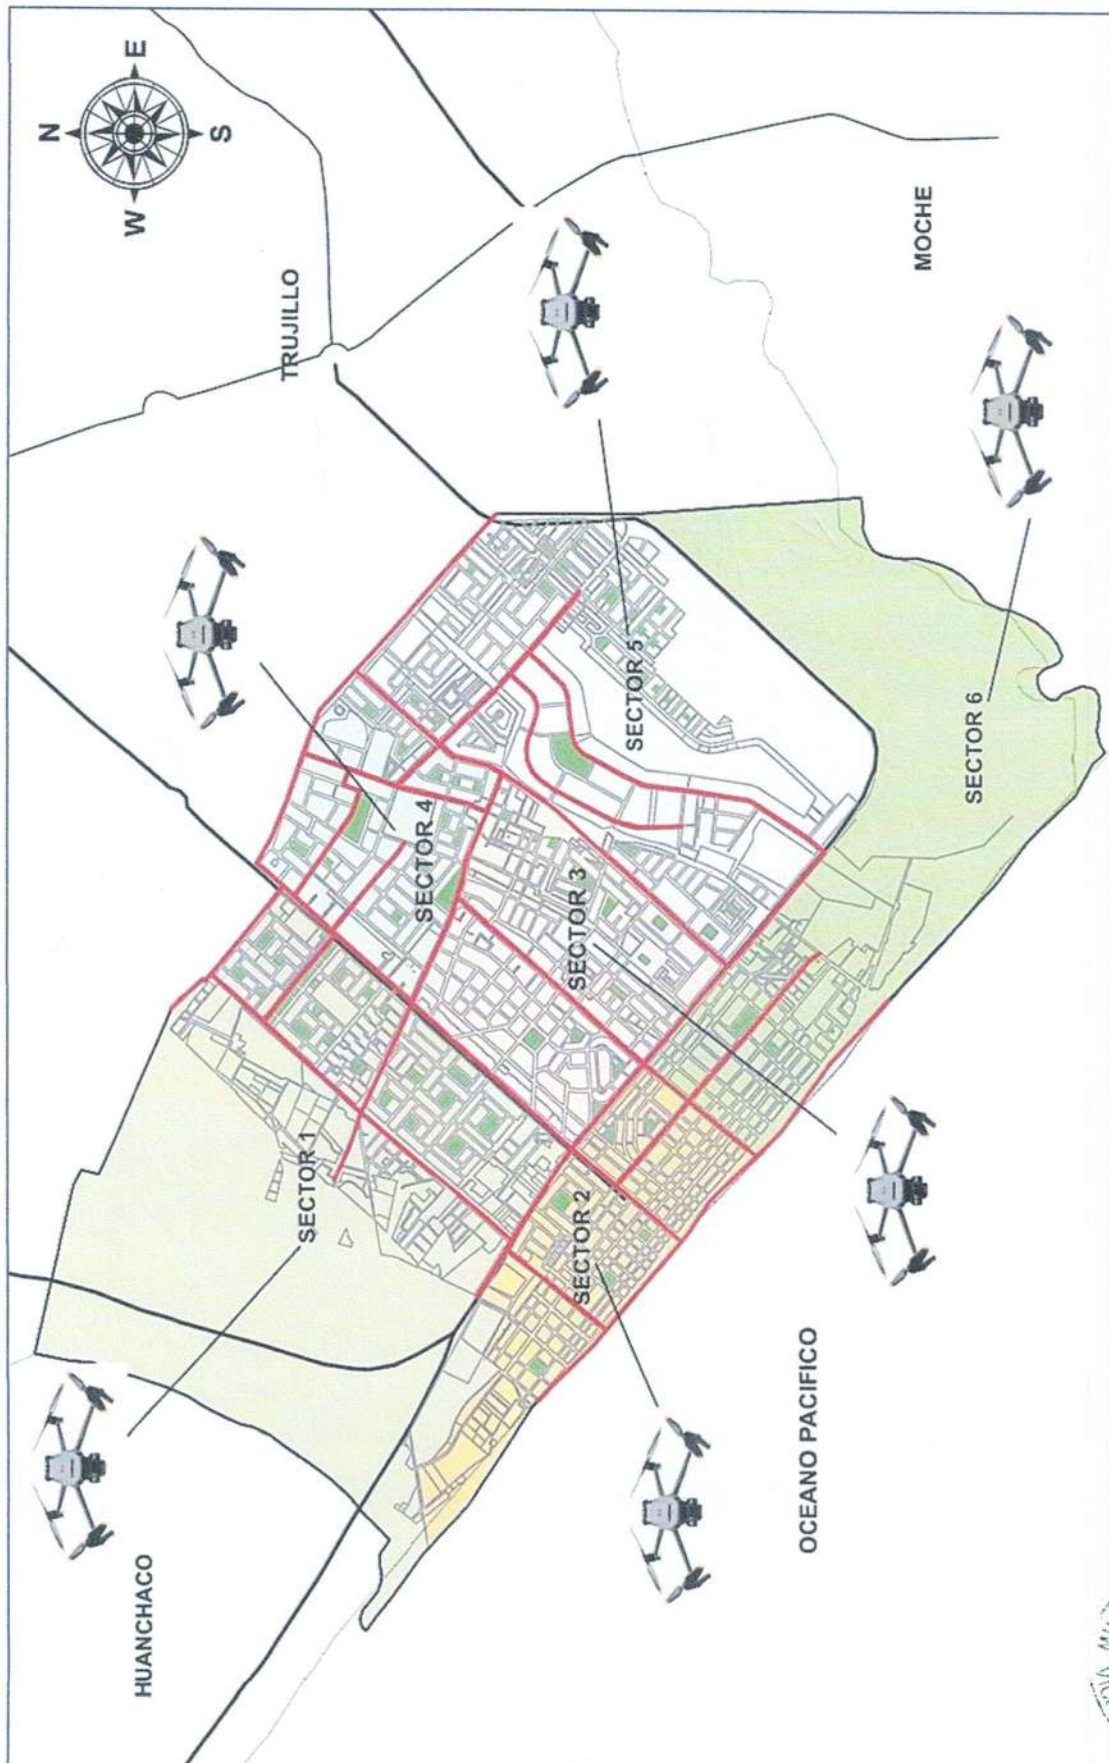 N
HUANCHACO
W E
S
TRUJILLO
SECTOR 1
SECTOR 4
SECTOR 2
SECTOR 3
SECTOR 5
OCEANO PACIFICO
MOCHE
SECTOR 6